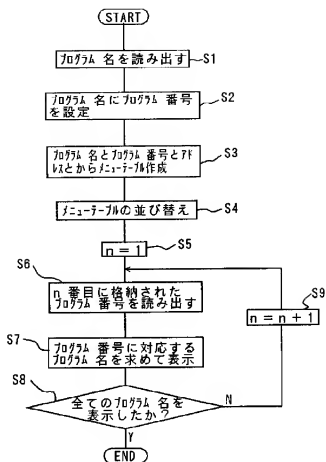 START
プログラム 名を読み出す
S1
プログラム 名にプログラム 番号
を設定
S2
プログラム 名とプログラム 番号とアド
レスとからメニューテーブル作成
S3
メニューテーブルの並び替え
S4
n = 1
S5
S6
n 番目に格納された
プログラム 番号を読み出す
S9
n = n + 1
S7
プログラム 番号に対応する
プログラム 名を求めて表示
S8
全てのプログラム 名を
表示したか？
N
Y
END